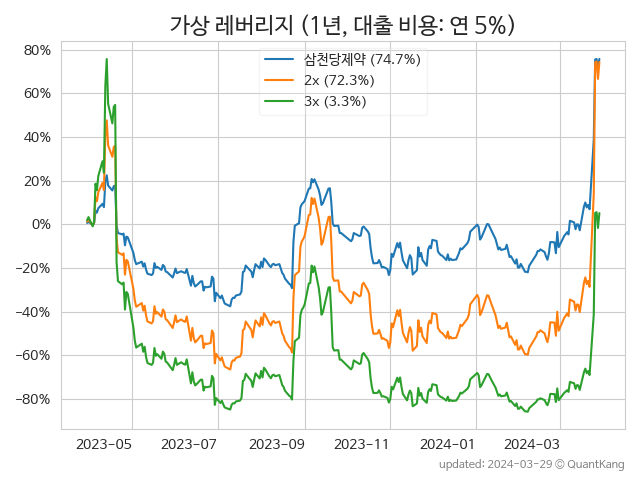 가상 레버리지 (1년, 대출 비용: 연 5%)
삼천당제약 (74.7%)
2x (72.3%)
3x (3.3%)
80%
60%
40%
20%
0%
−20%
−40%
−60%
−80%
2023-05 2023-07 2023-09 2023-11 2024-01 2024-03
updated: 2024-03-29 © QuantKang